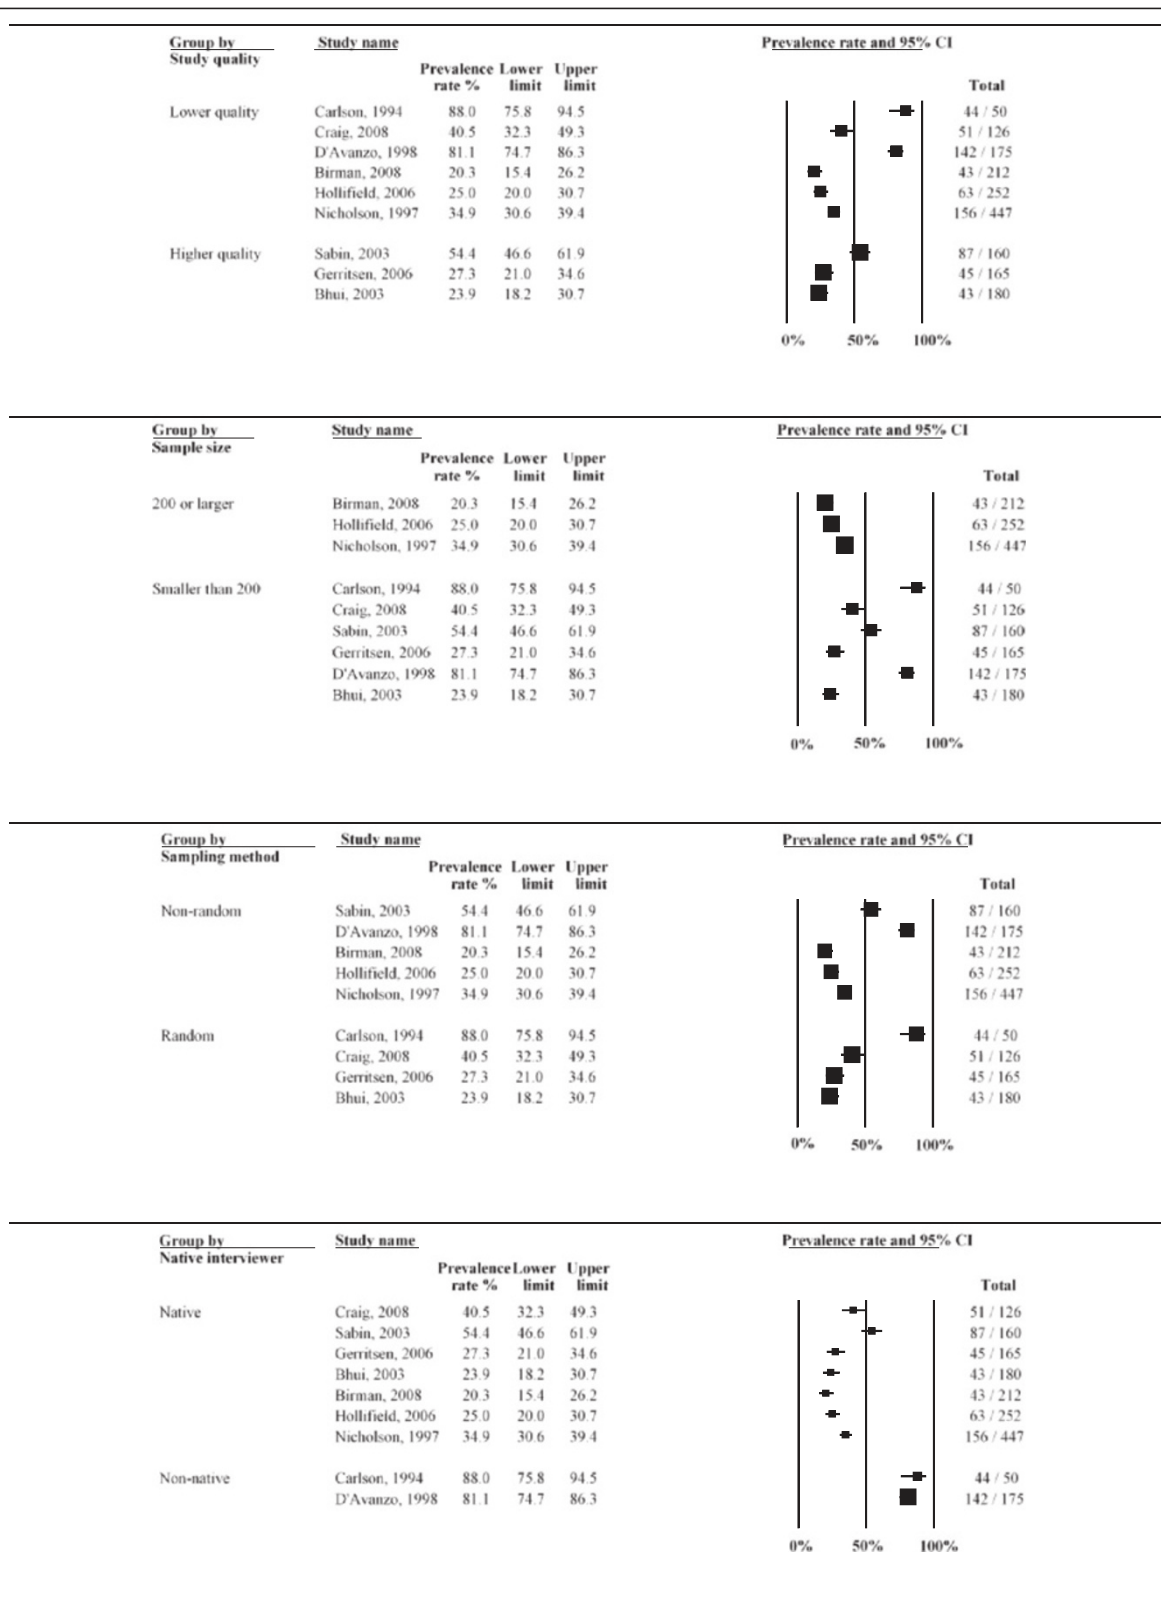 Group by Study name Prevalence rate and 95% CI
Study quality
Prevalence Lower Upper
rate % limit limit Total
Lower quality Carlson, 1994 88.0 75.8 94.5 44 / 50
Craig, 2008 40.5 32.3 49.3 51 / 126
D'Avanzo, 1998 81.1 74.7 86.3 142 / 175
Birman, 2008 20.3 15.4 26.2 43 / 212
Hollifield, 2006 25.0 20.0 30.7 63 / 252
Nicholson, 1997 34.9 30.6 39.4 156 / 447
Higher quality Sabin, 2003 54.4 46.6 61.9 87 / 160
Gerritsen, 2006 27.3 21.0 34.6 45 / 165
Bhui, 2003 23.9 18.2 30.7 43 / 180
0% 50% 100%
Group by Study name Prevalence rate and 95% CI
Sample size
Prevalence Lower Upper
rate % limit limit Total
200 or larger Birman, 2008 20.3 15.4 26.2 43 / 212
Hollifield, 2006 25.0 20.0 30.7 63 / 252
Nicholson, 1997 34.9 30.6 39.4 156 / 447
Smaller than 200 Carlson, 1994 88.0 75.8 94.5 44 / 50
Craig, 2008 40.5 32.3 49.3 51 / 126
Sabin, 2003 54.4 46.6 61.9 87 / 160
Gerritsen, 2006 27.3 21.0 34.6 45 / 165
D'Avanzo, 1998 81.1 74.7 86.3 142 / 175
Bhui, 2003 23.9 18.2 30.7 43 / 180
0% 50% 100%
Group by Study name Prevalence rate and 95% CI
Sampling method
Prevalence Lower Upper
rate % limit limit Total
Non-random Sabin, 2003 54.4 46.6 61.9 87 / 160
D'Avanzo, 1998 81.1 74.7 86.3 142 / 175
Birman, 2008 20.3 15.4 26.2 43 / 212
Hollifield, 2006 25.0 20.0 30.7 63 / 252
Nicholson, 1997 34.9 30.6 39.4 156 / 447
Random Carlson, 1994 88.0 75.8 94.5 44 / 50
Craig, 2008 40.5 32.3 49.3 51 / 126
Gerritsen, 2006 27.3 21.0 34.6 45 / 165
Bhui, 2003 23.9 18.2 30.7 43 / 180
0% 50% 100%
Group by Study name Prevalence rate and 95% CI
Native interviewer
Prevalence Lower Upper
rate % limit limit Total
Native Craig, 2008 40.5 32.3 49.3 51 / 126
Sabin, 2003 54.4 46.6 61.9 87 / 160
Gerritsen, 2006 27.3 21.0 34.6 45 / 165
Bhui, 2003 23.9 18.2 30.7 43 / 180
Birman, 2008 20.3 15.4 26.2 43 / 212
Hollifield, 2006 25.0 20.0 30.7 63 / 252
Nicholson, 1997 34.9 30.6 39.4 156 / 447
Non-native Carlson, 1994 88.0 75.8 94.5 44 / 50
D'Avanzo, 1998 81.1 74.7 86.3 142 / 175
0% 50% 100%